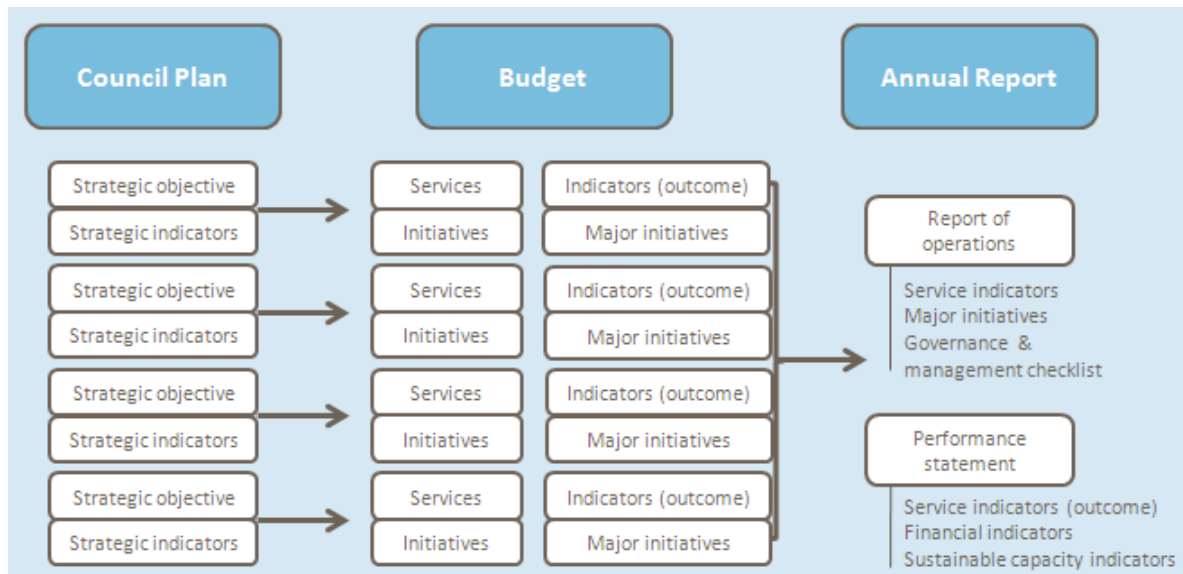 Council Plan
Budget
Annual Report
Strategic objective
Strategic indicators
Strategic objective
Strategic indicators
Strategic objective
Strategic indicators
Strategic objective
Strategic indicators
Services
Indicators (outcome)
Initiatives
Major initiatives
Services
Indicators (outcome)
Initiatives
Major initiatives
Services
Indicators (outcome)
Initiatives
Major initiatives
Services
Indicators (outcome)
Initiatives
Major initiatives
Report of
operations
Service indicators
Major initiatives
Governance &
management checklist
Performance
statement
Service indicators (outcome)
Financial indicators
Sustainable capacity indicators